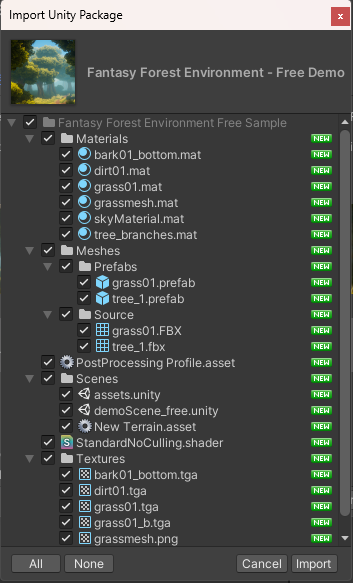 Import Unity Package
Fantasy Forest Environment - Free Demo
Fantasy Forest Environment Free Sample
Materials NEW
bark01_bottom.mat NEW
dirt01.mat NEW
grass01.mat NEW
grassmesh.mat NEW
skyMaterial.mat NEW
tree_branches.mat NEW
Meshes NEW
Prefabs NEW
grass01.prefab NEW
tree_1.prefab NEW
Source NEW
grass01.FBX NEW
tree_1.fbx NEW
PostProcessing Profile.asset NEW
Scenes NEW
assets.unity NEW
demoScene_free.unity NEW
New Terrain.asset NEW
StandardNoCulling.shader NEW
Textures NEW
bark01_bottom.tga NEW
dirt01.tga NEW
grass01.tga NEW
grass01_b.tga NEW
grassmesh.png NEW
All None Cancel Import